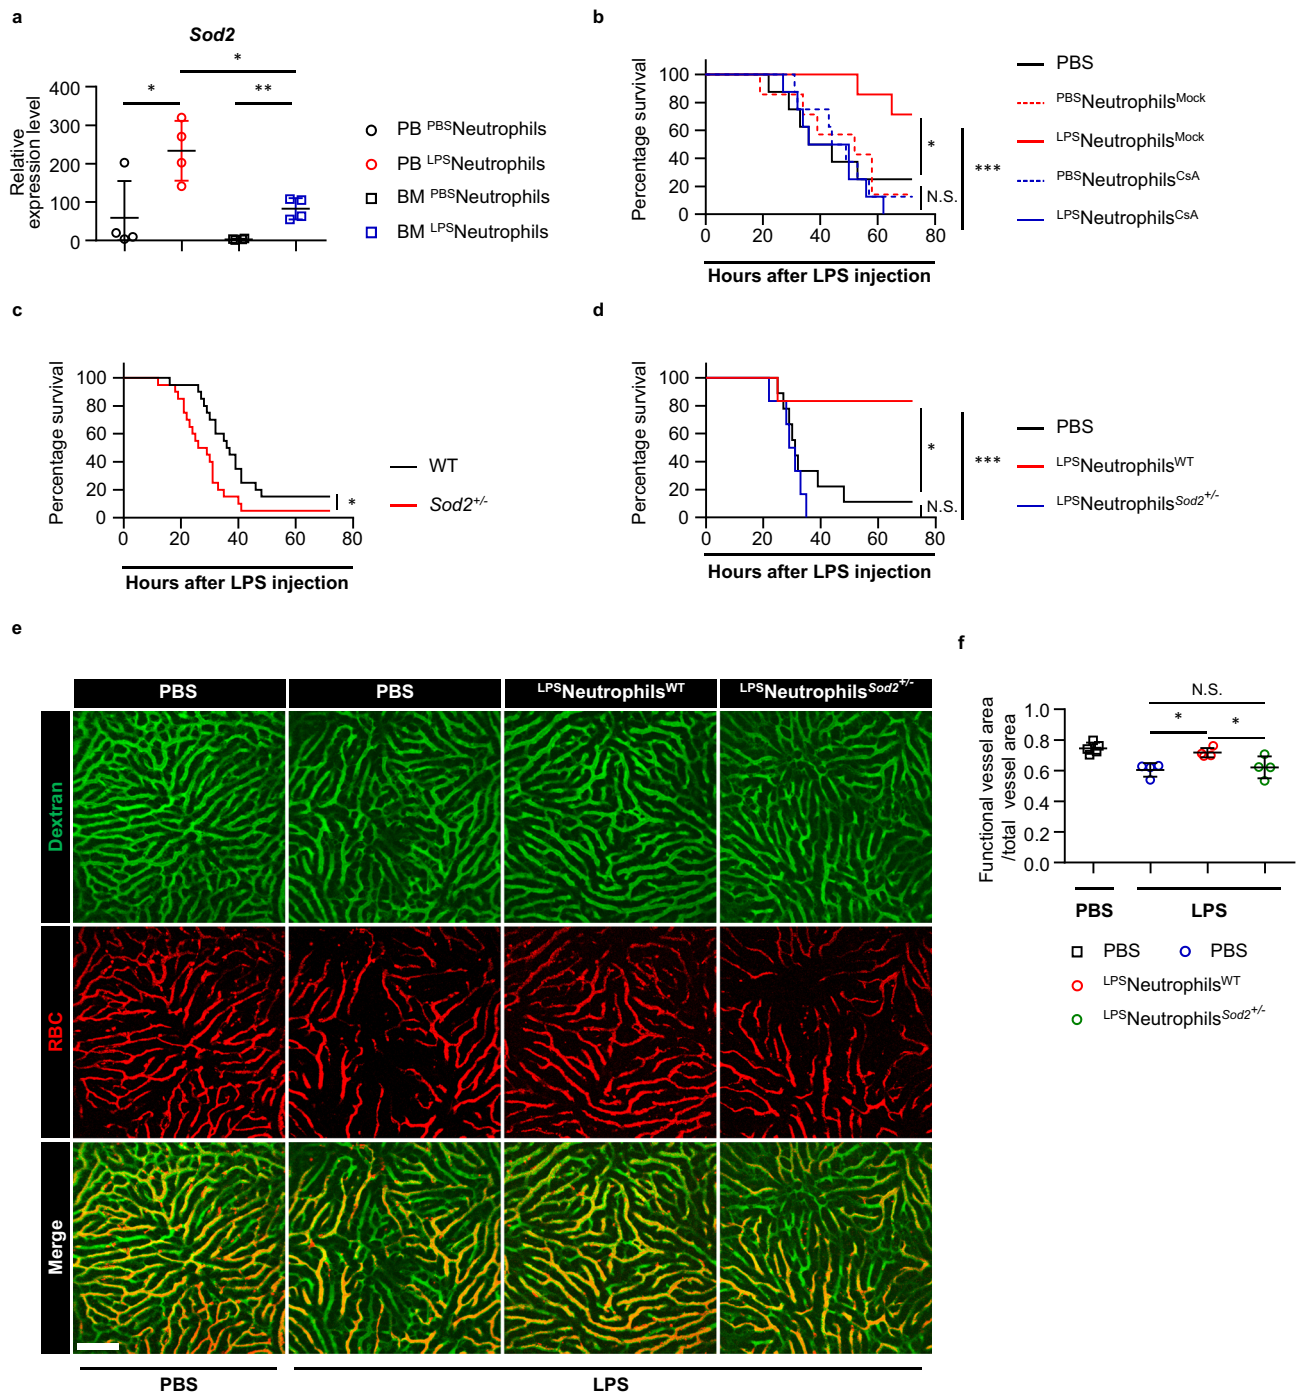 a
Sod2
*
*
**
Relative
expression level
400
300
200
100
0
PB PBSNeutrophils
PB LPSNeutrophils
BM PBSNeutrophils
BM LPSNeutrophils
b
Percentage survival
100
80
60
40
20
0
0 20 40 60 80
Hours after LPS injection
*
N.S.
***
PBS
PBSNeutrophilsMock
LPSNeutrophilsMock
PBSNeutrophilsCsA
LPSNeutrophilsCsA
c
Percentage survival
100
80
60
40
20
0
0 20 40 60 80
Hours after LPS injection
*
WT
Sod2+/-
d
Percentage survival
100
80
60
40
20
0
0 20 40 60 80
Hours after LPS injection
*
N.S.
***
PBS
LPSNeutrophilsWT
LPSNeutrophilsSod2+/-
e
PBS PBS LPSNeutrophilsWT LPSNeutrophilsSod2+/-
Dextran
RBC
Merge
PBS LPS
f
Functional vessel area
/total vessel area
1.0
0.8
0.6
0.4
0.2
0.0
N.S.
* *
PBS LPS
PBS PBS
LPSNeutrophilsWT
LPSNeutrophilsSod2+/-